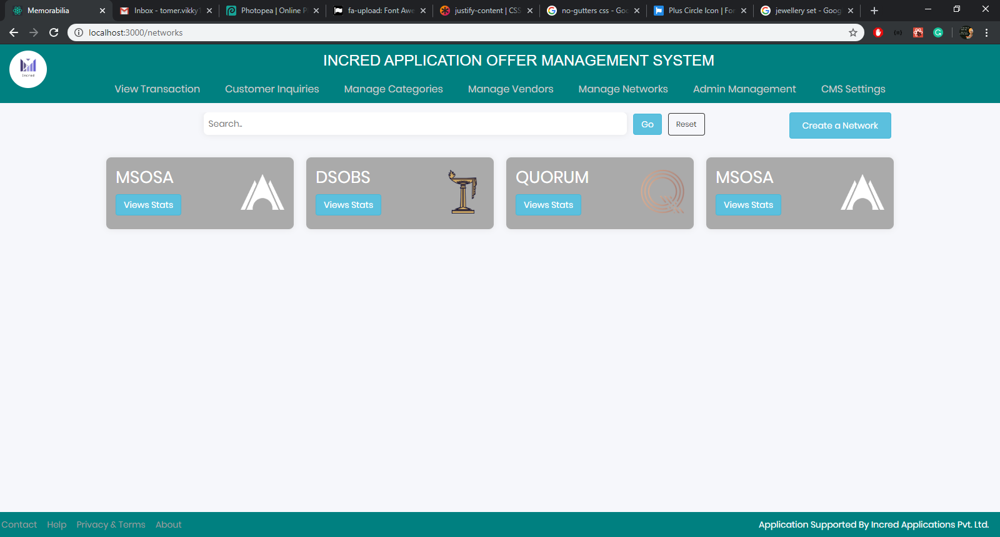 Memorabilia
Inbox - tomer.vikky1
Photopea | Online P
fa-upload: Font Awe
justify-content | CSS
no-gutters css - Goo
Plus Circle Icon | Fon
jewellery set - Goog
localhost:3000/networks
Incred
INCRED APPLICATION OFFER MANAGEMENT SYSTEM
View Transaction
Customer Inquiries
Manage Categories
Manage Vendors
Manage Networks
Admin Management
CMS Settings
Search..
Go
Reset
Create a Network
MSOSA
Views Stats
DSOBS
Views Stats
QUORUM
Views Stats
MSOSA
Views Stats
Contact
Help
Privacy & Terms
About
Application Supported By Incred Applications Pvt. Ltd.